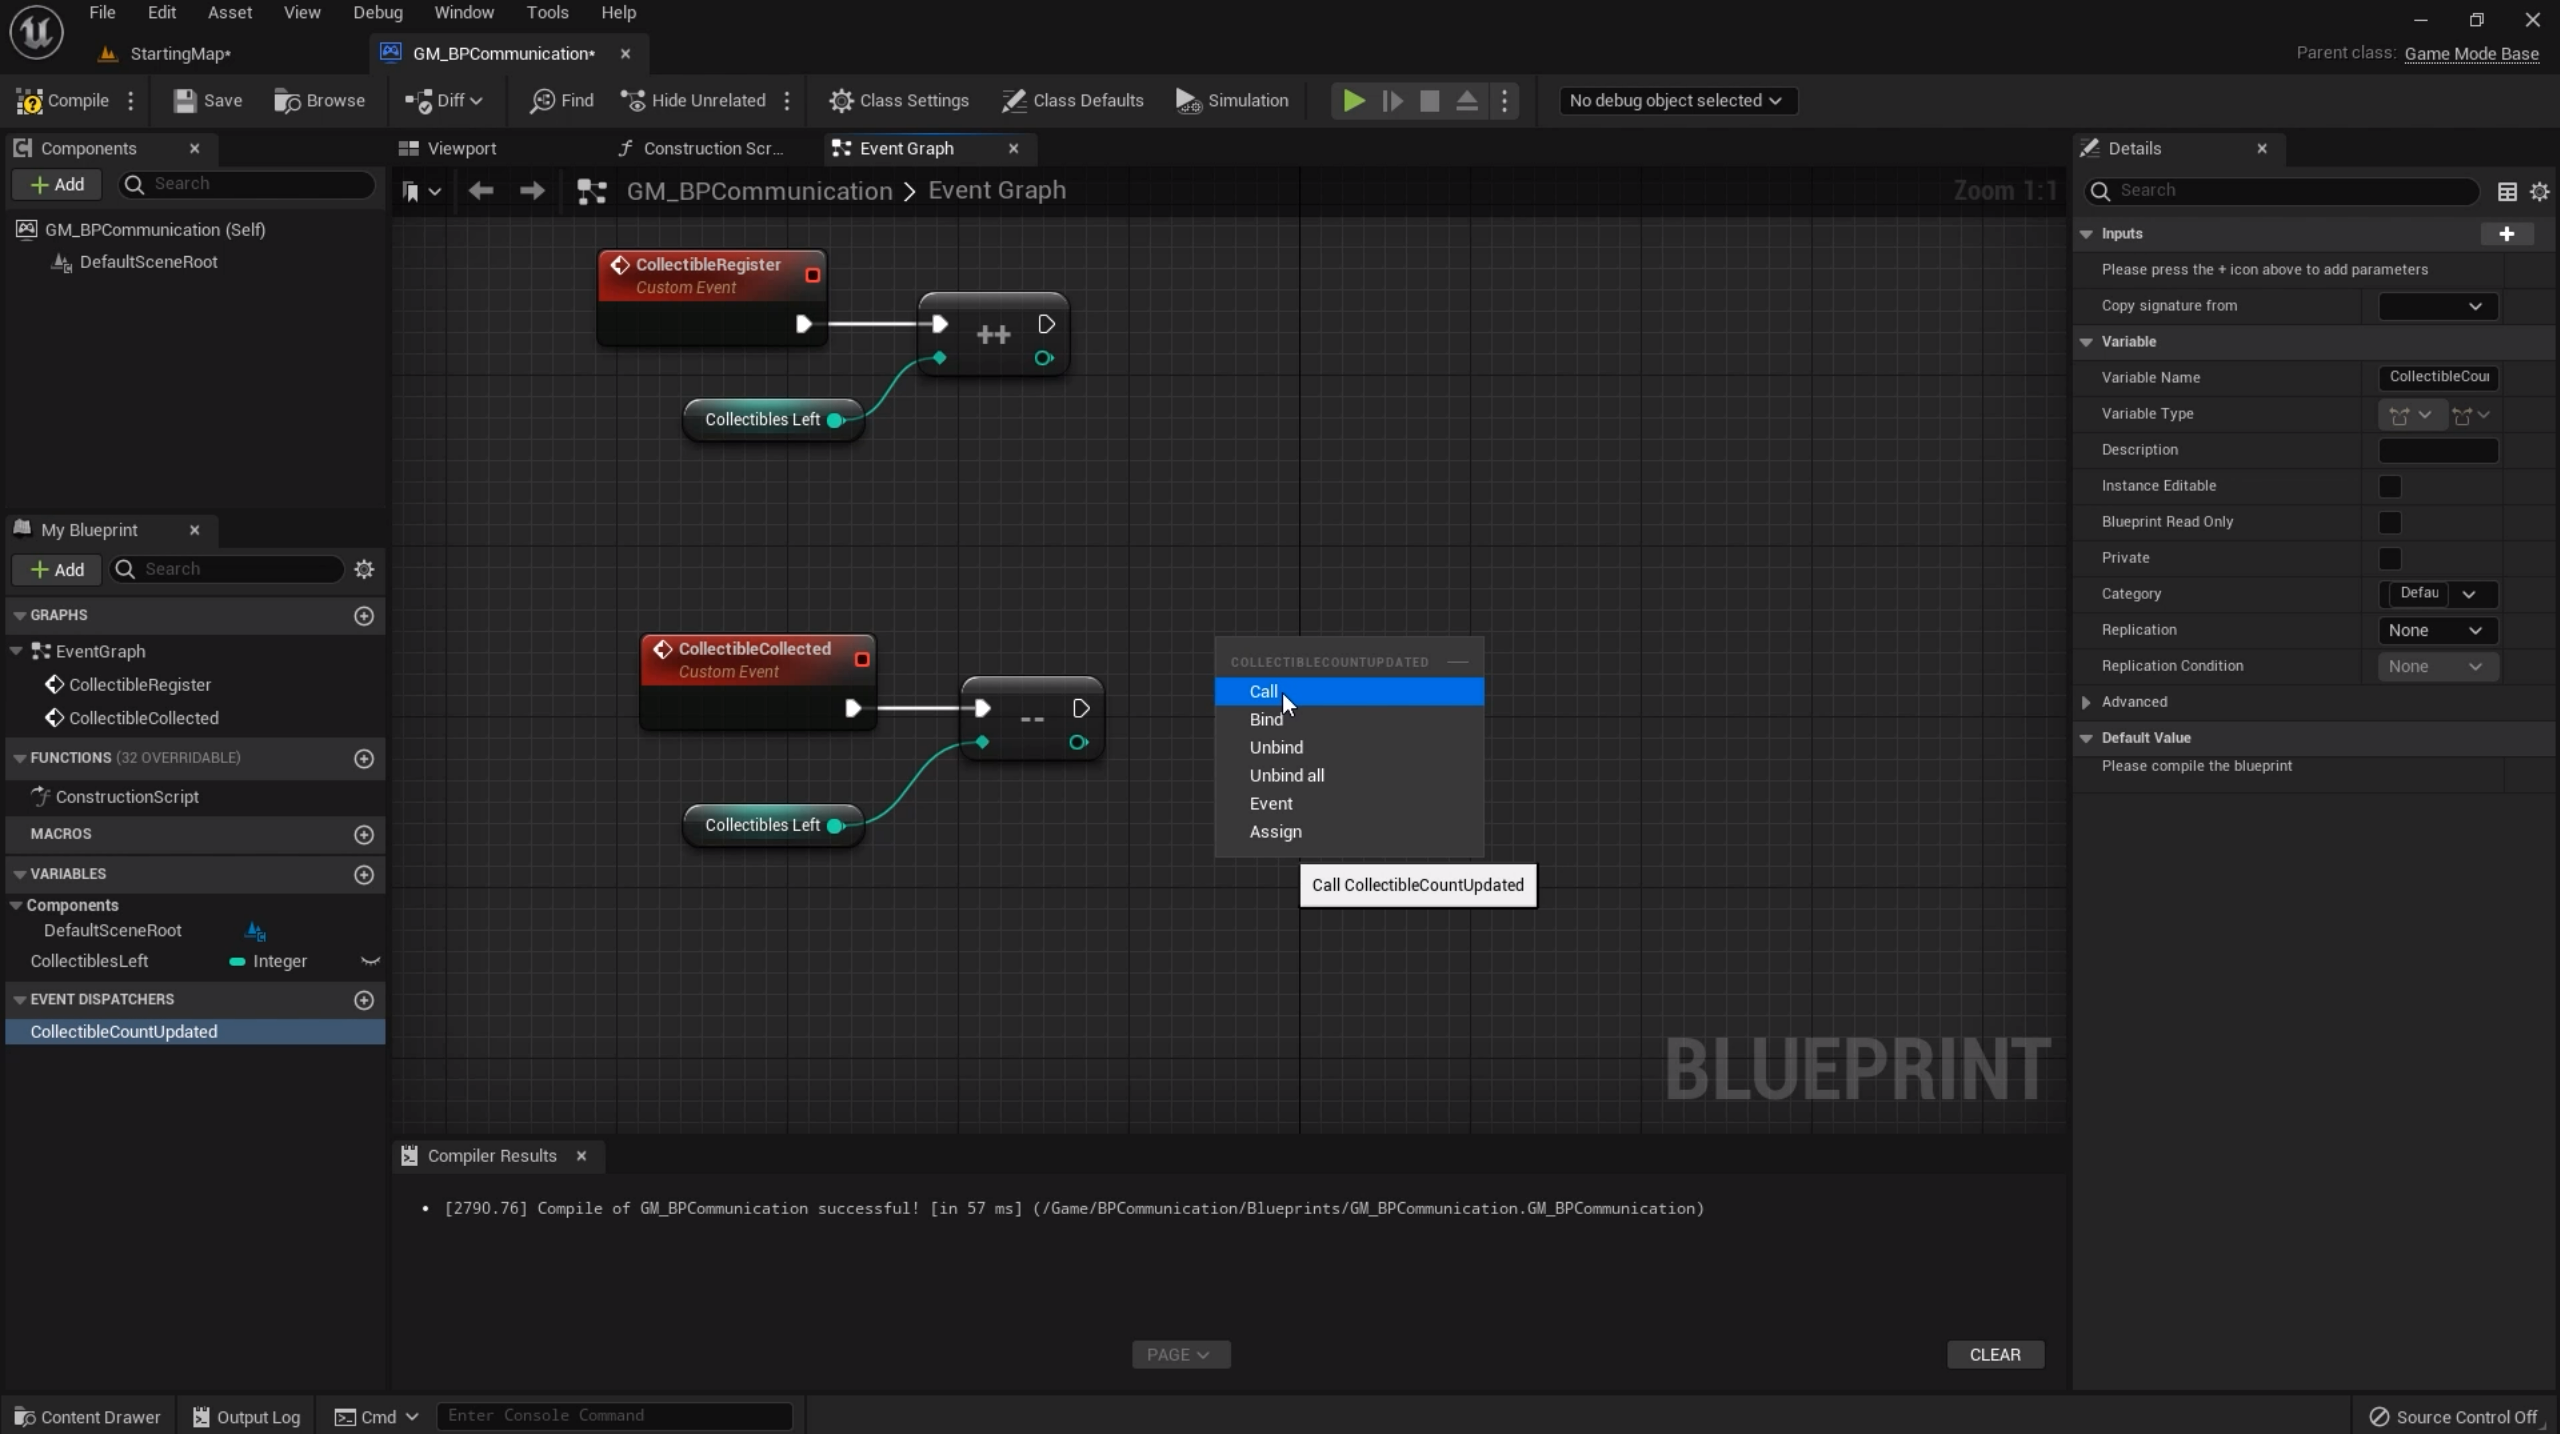 File Edit Asset View Debug Window Tools Help
StartingMap*
GM_BPCommunication*
Parent class: Game Mode Base
Compile
Save
Browse
Diff
Find
Hide Unrelated
Class Settings
Class Defaults
Simulation
No debug object selected
Components
Add
Search
GM_BPCommunication (Self)
DefaultSceneRoot
My Blueprint
Add
Search
GRAPHS
EventGraph
CollectibleRegister
CollectibleCollected
FUNCTIONS (32 OVERRIDABLE)
ConstructionScript
MACROS
VARIABLES
Components
DefaultSceneRoot
CollectiblesLeft Integer
EVENT DISPATCHERS
CollectibleCountUpdated
Viewport
Construction Scr...
Event Graph
GM_BPCommunication > Event Graph
Zoom 1:1
CollectibleRegister
Custom Event
++
Collectibles Left
CollectibleCollected
Custom Event
--
Collectibles Left
COLLECTIBLECOUNTUPDATED
Call
Bind
Unbind
Unbind all
Event
Assign
Call CollectibleCountUpdated
BLUEPRINT
Compiler Results
• [2790.76] Compile of GM_BPCommunication successful! [in 57 ms] (/Game/BPCommunication/Blueprints/GM_BPCommunication.GM_BPCommunication)
PAGE
CLEAR
Details
Search
Inputs
Please press the + icon above to add parameters
Copy signature from
Variable
Variable Name CollectibleCou
Variable Type
Description
Instance Editable
Blueprint Read Only
Private
Category Defau
Replication None
Replication Condition None
Advanced
Default Value
Please compile the blueprint
Content Drawer
Output Log
Cmd
Enter Console Command
Source Control Off